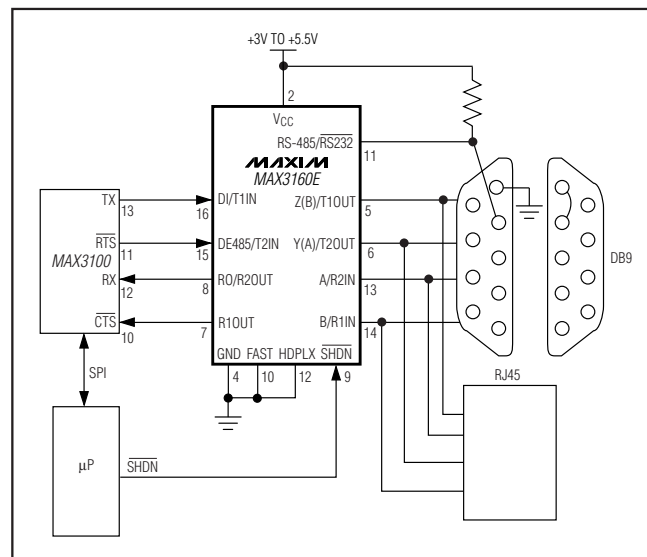 +3V TO +5.5V
2
VCC
RS-485/RS232
11
MAXIM
MAX3160E
TX
13
DI/T1IN
16
Z(B)/T1OUT
5
RTS
11
DE485/T2IN
15
Y(A)/T2OUT
6
MAX3100
RX
12
RO/R2OUT
8
A/R2IN
13
CTS
10
R1OUT
7
B/R1IN
14
DB9
GND
FAST
HDPLX
SHDN
4
10
12
9
SPI
RJ45
µP
SHDN